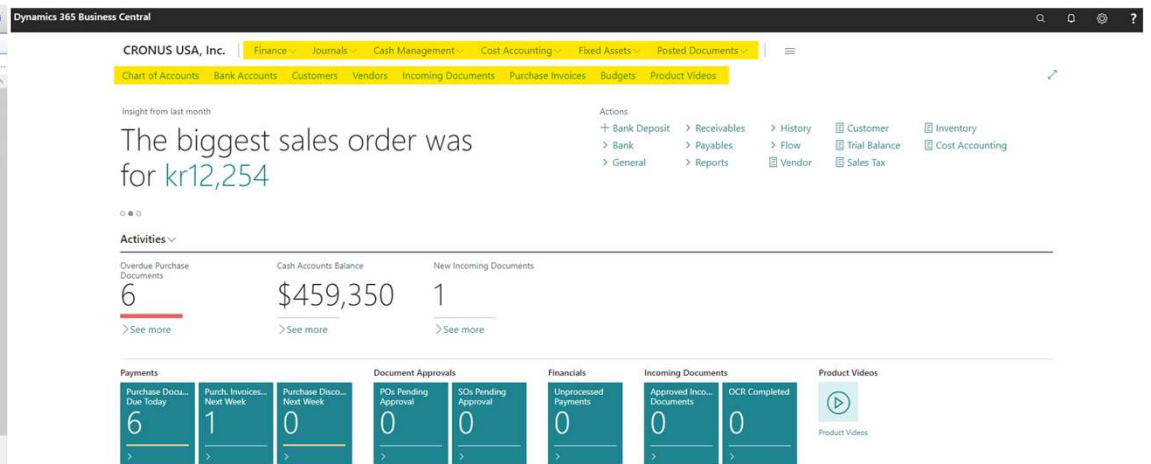 Dynamics 365 Business Central
?
CRONUS USA, Inc.
Finance Journals Cash Management Cost Accounting Fixed Assets Posted Documents
Chart of Accounts Bank Accounts Customers Vendors Incoming Documents Purchase Invoices Budgets Product Videos
Insight from last month
The biggest sales order was
for kr12,254
Actions
+ Bank Deposit > Receivables > History Customer Inventory
> Bank > Payables > Flow Trial Balance Cost Accounting
> General > Reports Vendor Sales Tax
Activities
Overdue Purchase
Documents
6
> See more
Cash Accounts Balance
$459,350
> See more
New Incoming Documents
1
> See more
Payments
Purchase Docu...
Due Today
6
>
Purch. Invoices...
Next Week
1
>
Purchase Disco...
Next Week
0
>
Document Approvals
POs Pending
Approval
0
>
SOs Pending
Approval
0
>
Financials
Unprocessed
Payments
0
>
Incoming Documents
Approved Inco...
Documents
0
>
OCR Completed
0
>
Product Videos
Product Videos